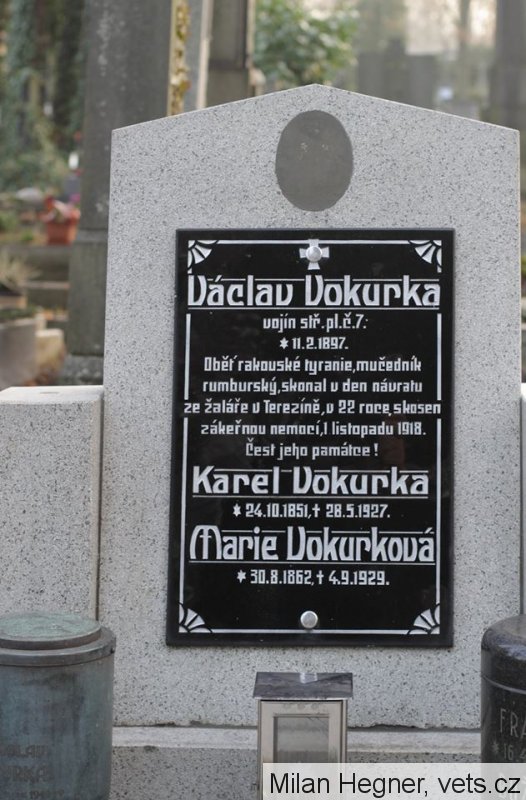 Václav Vokurka
vojín stř. pl. č. 7.
* 11. 2. 1897.
Oběť rakouské tyranie, mučedník
rumburský, skonal v den návratu
ze žaláře v Terezíně, v 22 roce, skosen
zákeřnou nemocí, 1 listopadu 1918.
Čest jeho památce!
Karel Vokurka
* 24. 10. 1851, † 28. 5. 1927.
Marie Vokurková
* 30. 8. 1862, † 4. 9. 1929.
Milan Hegner, vets.cz